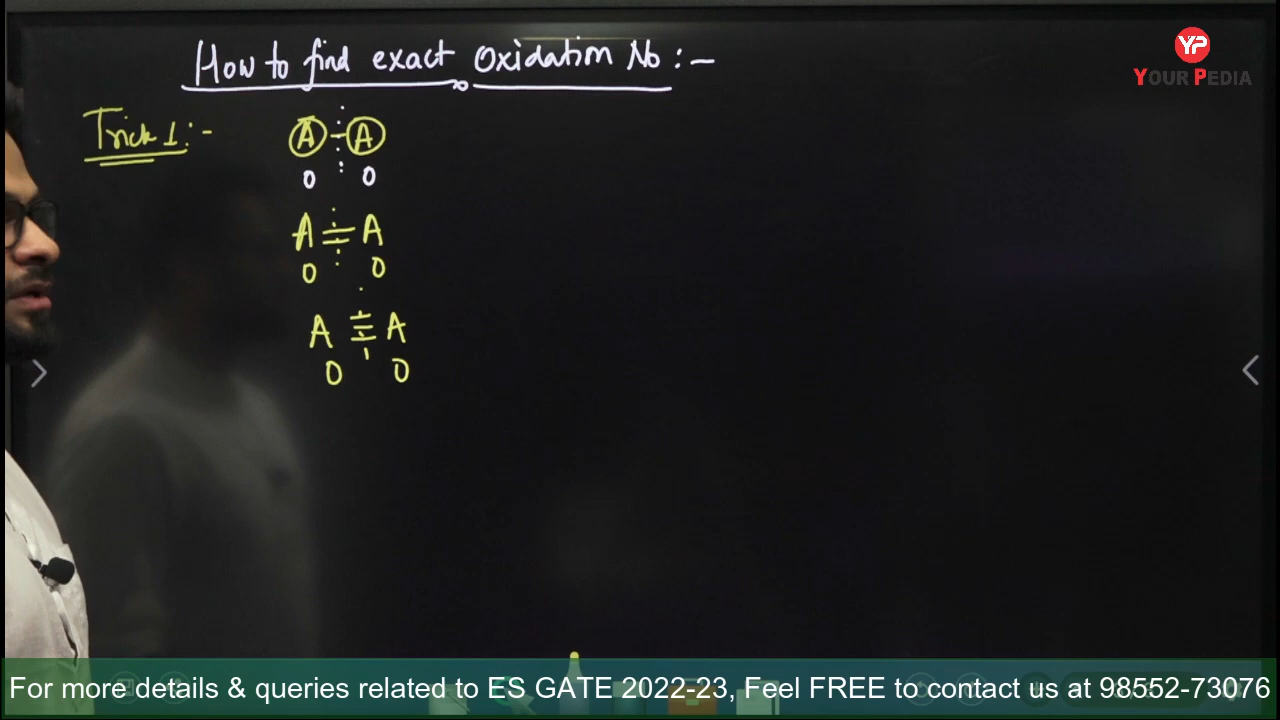 How to find exact Oxidation No :-
YP
YOUR PEDIA
Trick 1 :-
A - A
0 0
A = A
0 0
A ≡ A
0 0
For more details & queries related to ES GATE 2022-23, Feel FREE to contact us at 98552-73076